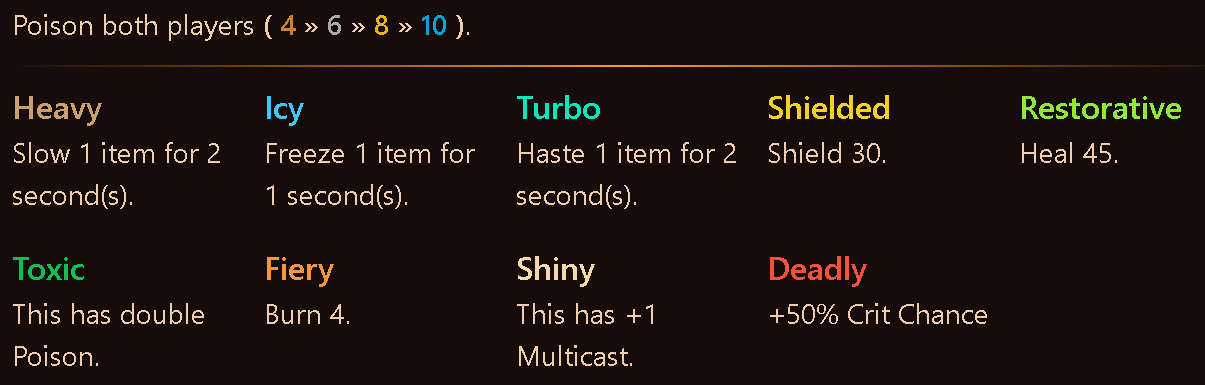 Poison both players ( 4 » 6 » 8 » 10 ).
Heavy
Slow 1 item for 2
second(s).
Icy
Freeze 1 item for
1 second(s).
Turbo
Haste 1 item for 2
second(s).
Shielded
Shield 30.
Restorative
Heal 45.
Toxic
This has double
Poison.
Fiery
Burn 4.
Shiny
This has +1
Multicast.
Deadly
+50% Crit Chance